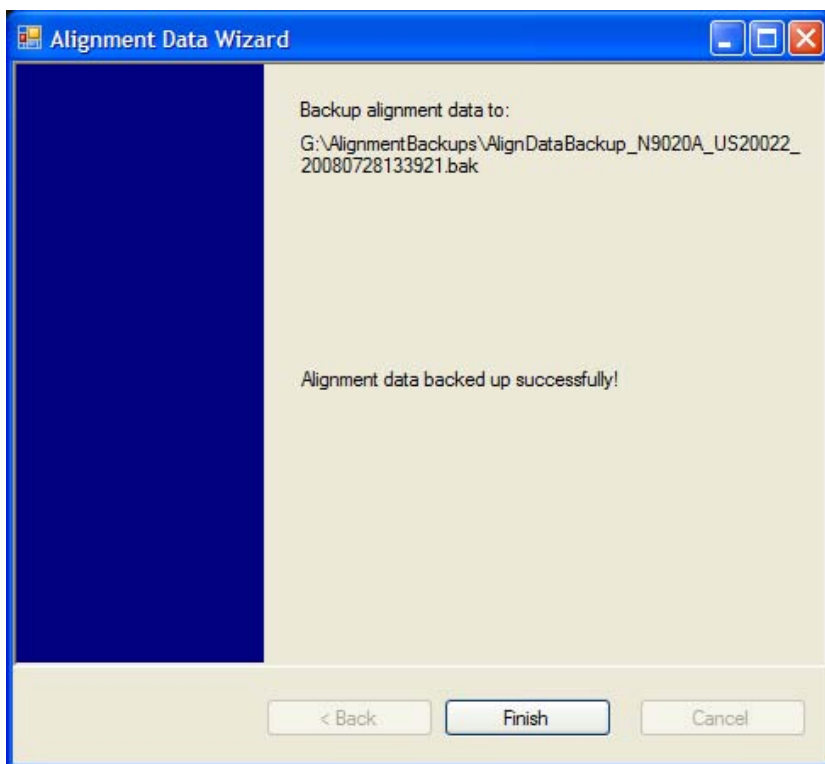 Alignment Data Wizard
Backup alignment data to:
G:\AlignmentBackups\AlignDataBackup_N9020A_US20022_
20080728133921.bak
Alignment data backed up successfully!
< Back
Finish
Cancel